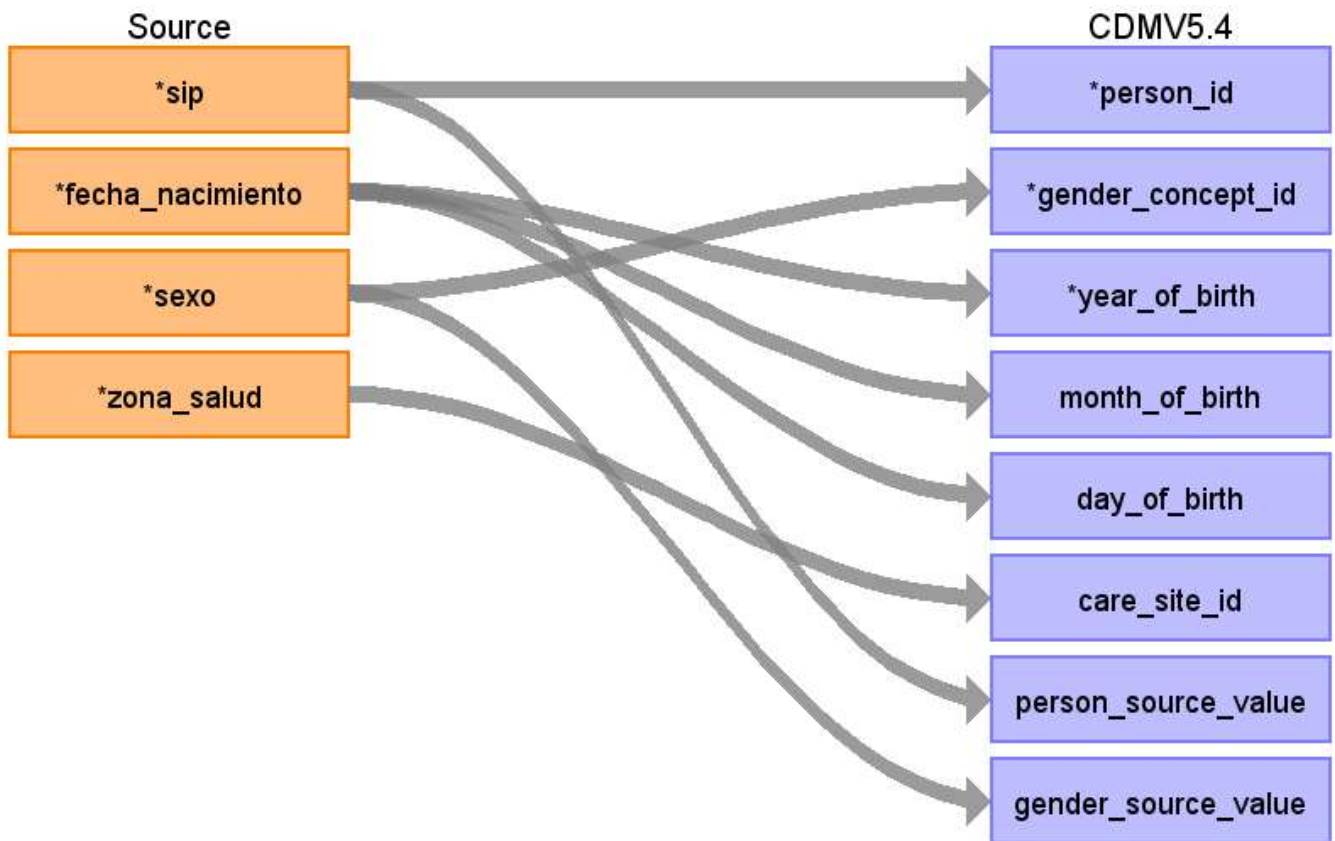 Source
CDMV5.4
*sip
*person_id
*fecha_nacimiento
*gender_concept_id
*sexo
*year_of_birth
*zona_salud
month_of_birth
day_of_birth
care_site_id
person_source_value
gender_source_value